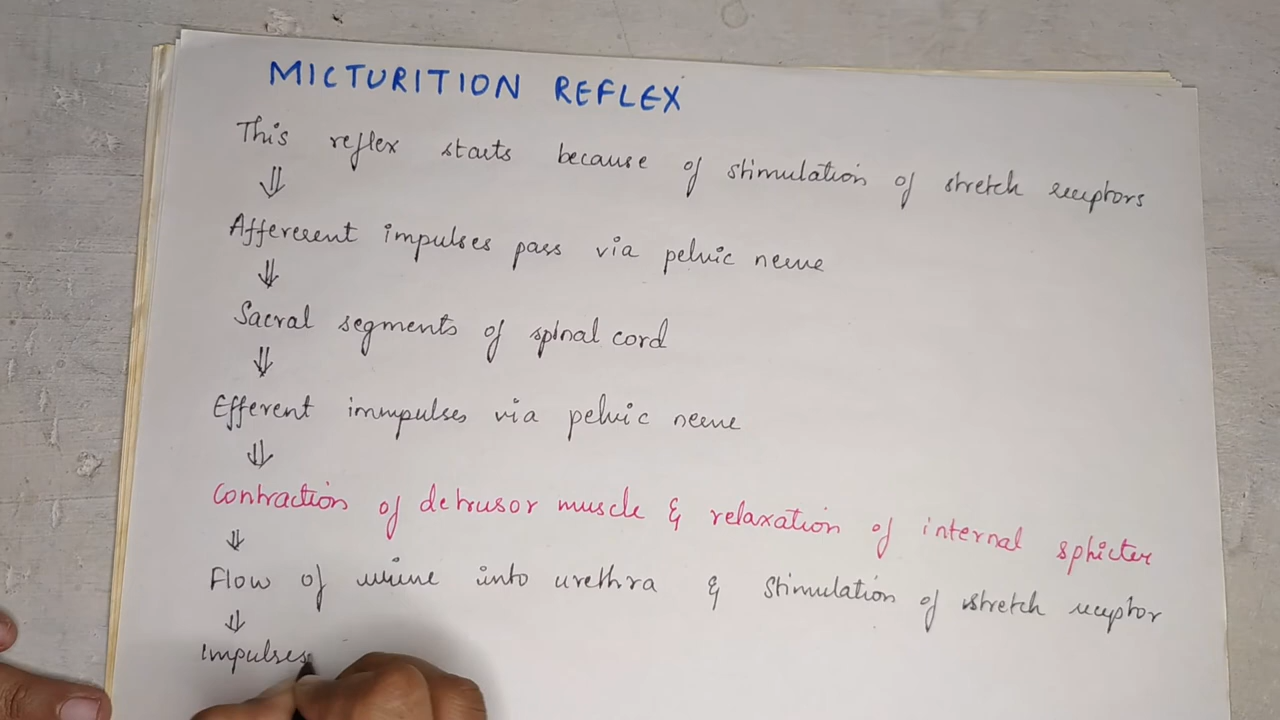 MICTURITION REFLEX
This reflex starts because of stimulation of stretch receptors
⇓
Afferent impulses pass via pelvic nerve
⇓
Sacral segments of spinal cord
⇓
Efferent immpulses via pelvic nerve
⇓
Contraction of detrusor muscle & relaxation of internal sphicter
⇓
Flow of urine into urethra & stimulation of stretch receptor
⇓
Impulses